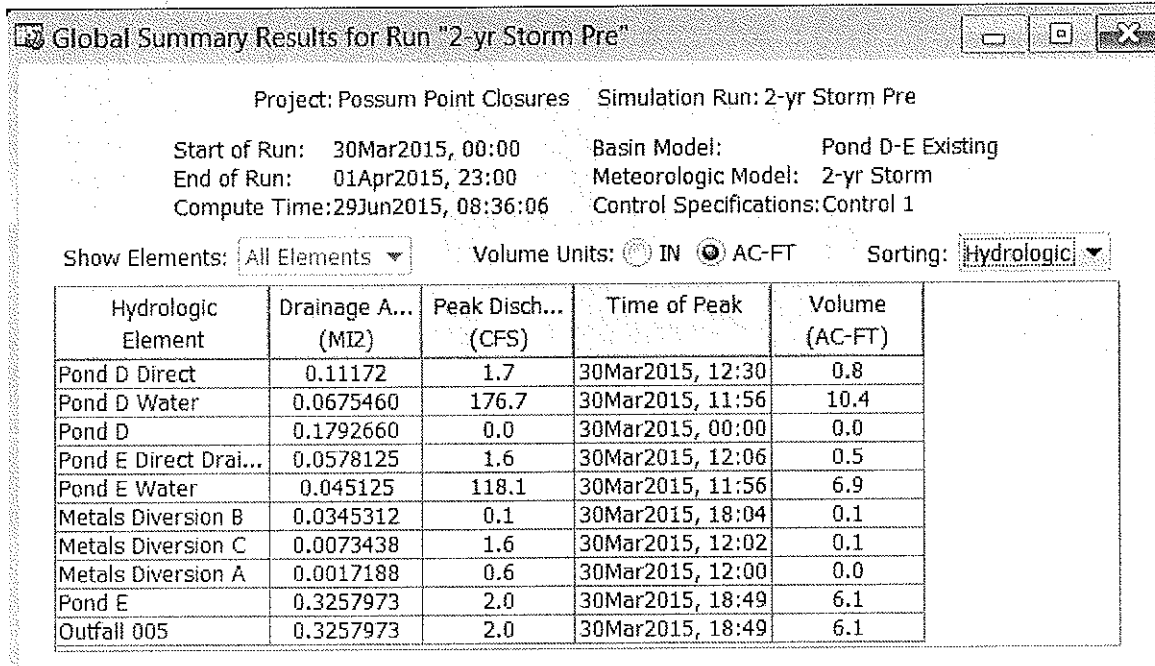 Global Summary Results for Run "2-yr Storm Pre"
Project: Possum Point Closures Simulation Run: 2-yr Storm Pre
Start of Run: 30Mar2015, 00:00 Basin Model: Pond D-E Existing
End of Run: 01Apr2015, 23:00 Meteorologic Model: 2-yr Storm
Compute Time:29Jun2015, 08:36:06 Control Specifications:Control 1
Show Elements: All Elements Volume Units: IN AC-FT Sorting: Hydrologic
Hydrologic Drainage A... Peak Disch... Time of Peak Volume
Element (MI2) (CFS) (AC-FT)
Pond D Direct 0.11172 1.7 30Mar2015, 12:30 0.8
Pond D Water 0.0675460 176.7 30Mar2015, 11:56 10.4
Pond D 0.1792660 0.0 30Mar2015, 00:00 0.0
Pond E Direct Drai... 0.0578125 1.6 30Mar2015, 12:06 0.5
Pond E Water 0.045125 118.1 30Mar2015, 11:56 6.9
Metals Diversion B 0.0345312 0.1 30Mar2015, 18:04 0.1
Metals Diversion C 0.0073438 1.6 30Mar2015, 12:02 0.1
Metals Diversion A 0.0017188 0.6 30Mar2015, 12:00 0.0
Pond E 0.3257973 2.0 30Mar2015, 18:49 6.1
Outfall 005 0.3257973 2.0 30Mar2015, 18:49 6.1